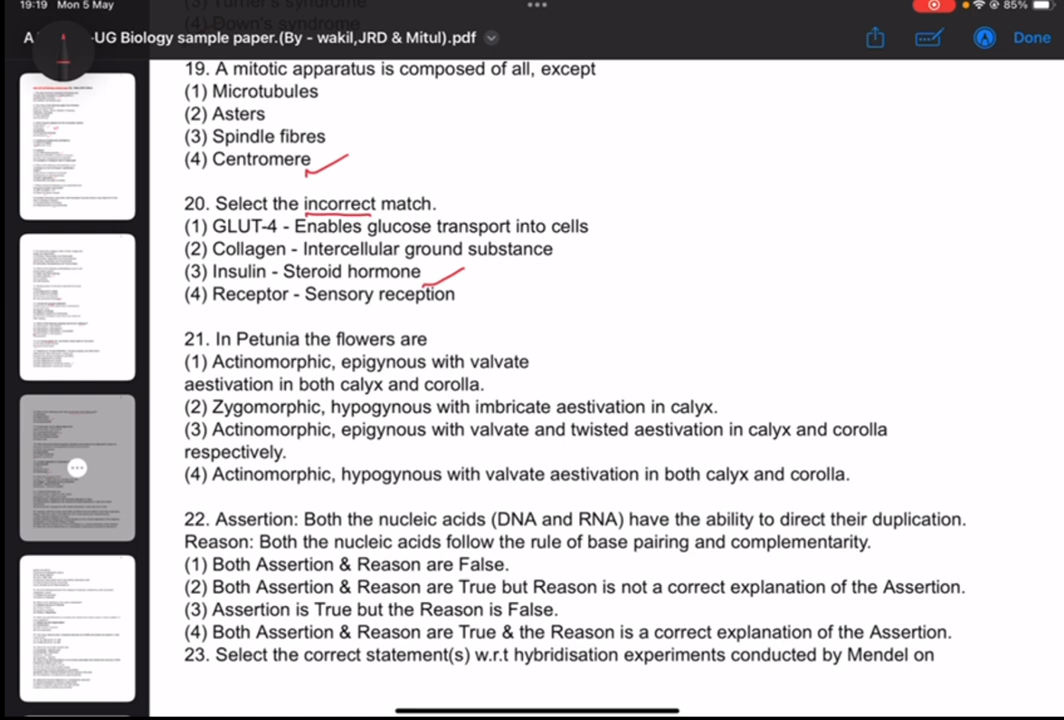 19:19 Mon 5 May
85%
(3) Turner's syndrome
(4) Down's syndrome
A
-UG Biology sample paper.(By - wakil,JRD & Mitul).pdf
Done
19. A mitotic apparatus is composed of all, except
(1) Microtubules
(2) Asters
(3) Spindle fibres
(4) Centromere
20. Select the incorrect match.
(1) GLUT-4 - Enables glucose transport into cells
(2) Collagen - Intercellular ground substance
(3) Insulin - Steroid hormone
(4) Receptor - Sensory reception
21. In Petunia the flowers are
(1) Actinomorphic, epigynous with valvate
aestivation in both calyx and corolla.
(2) Zygomorphic, hypogynous with imbricate aestivation in calyx.
(3) Actinomorphic, epigynous with valvate and twisted aestivation in calyx and corolla
respectively.
(4) Actinomorphic, hypogynous with valvate aestivation in both calyx and corolla.
22. Assertion: Both the nucleic acids (DNA and RNA) have the ability to direct their duplication.
Reason: Both the nucleic acids follow the rule of base pairing and complementarity.
(1) Both Assertion & Reason are False.
(2) Both Assertion & Reason are True but Reason is not a correct explanation of the Assertion.
(3) Assertion is True but the Reason is False.
(4) Both Assertion & Reason are True & the Reason is a correct explanation of the Assertion.
23. Select the correct statement(s) w.r.t hybridisation experiments conducted by Mendel on